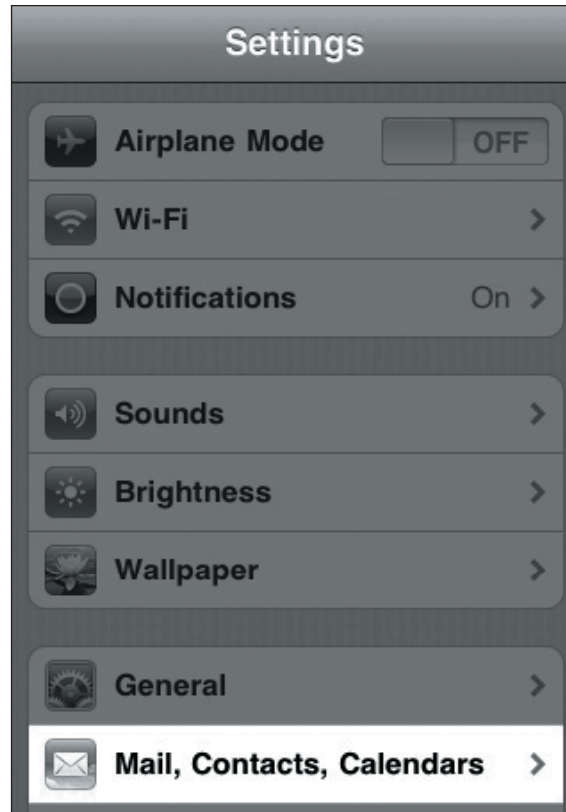 Settings
Airplane Mode OFF
Wi-Fi
Notifications On
Sounds
Brightness
Wallpaper
General
Mail, Contacts, Calendars